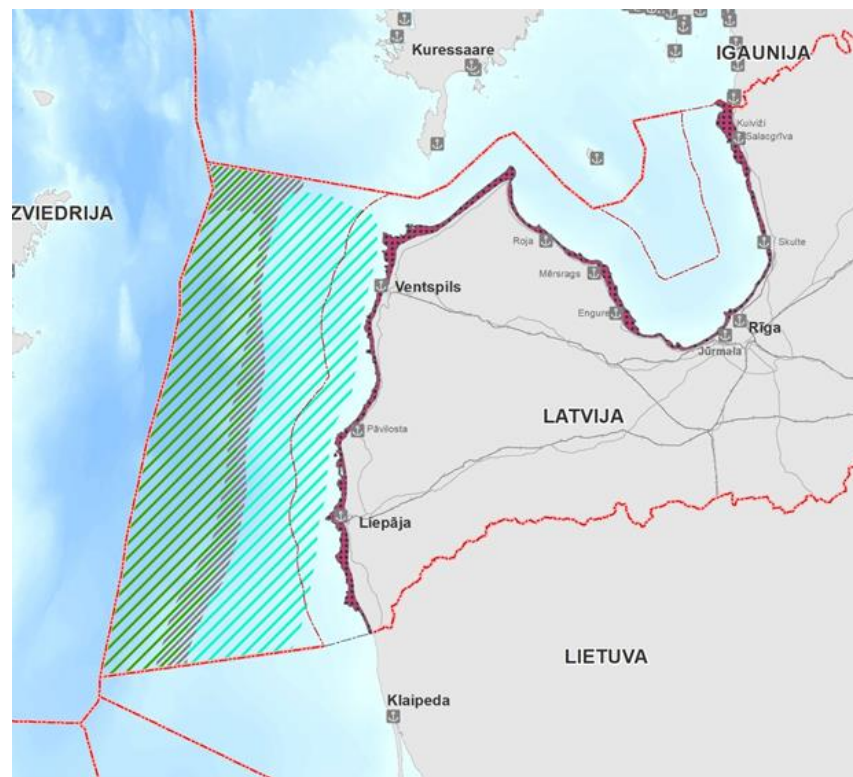 Kuressaare
IGAUNIJA
Kuiviži
Salacgrīva
ZVIEDRIJA
Roja
Skulte
Mērsrags
Ventspils
Engure
Rīga
Jūrmala
LATVIJA
Pāvilosta
Liepāja
LIETUVA
Klaipeda